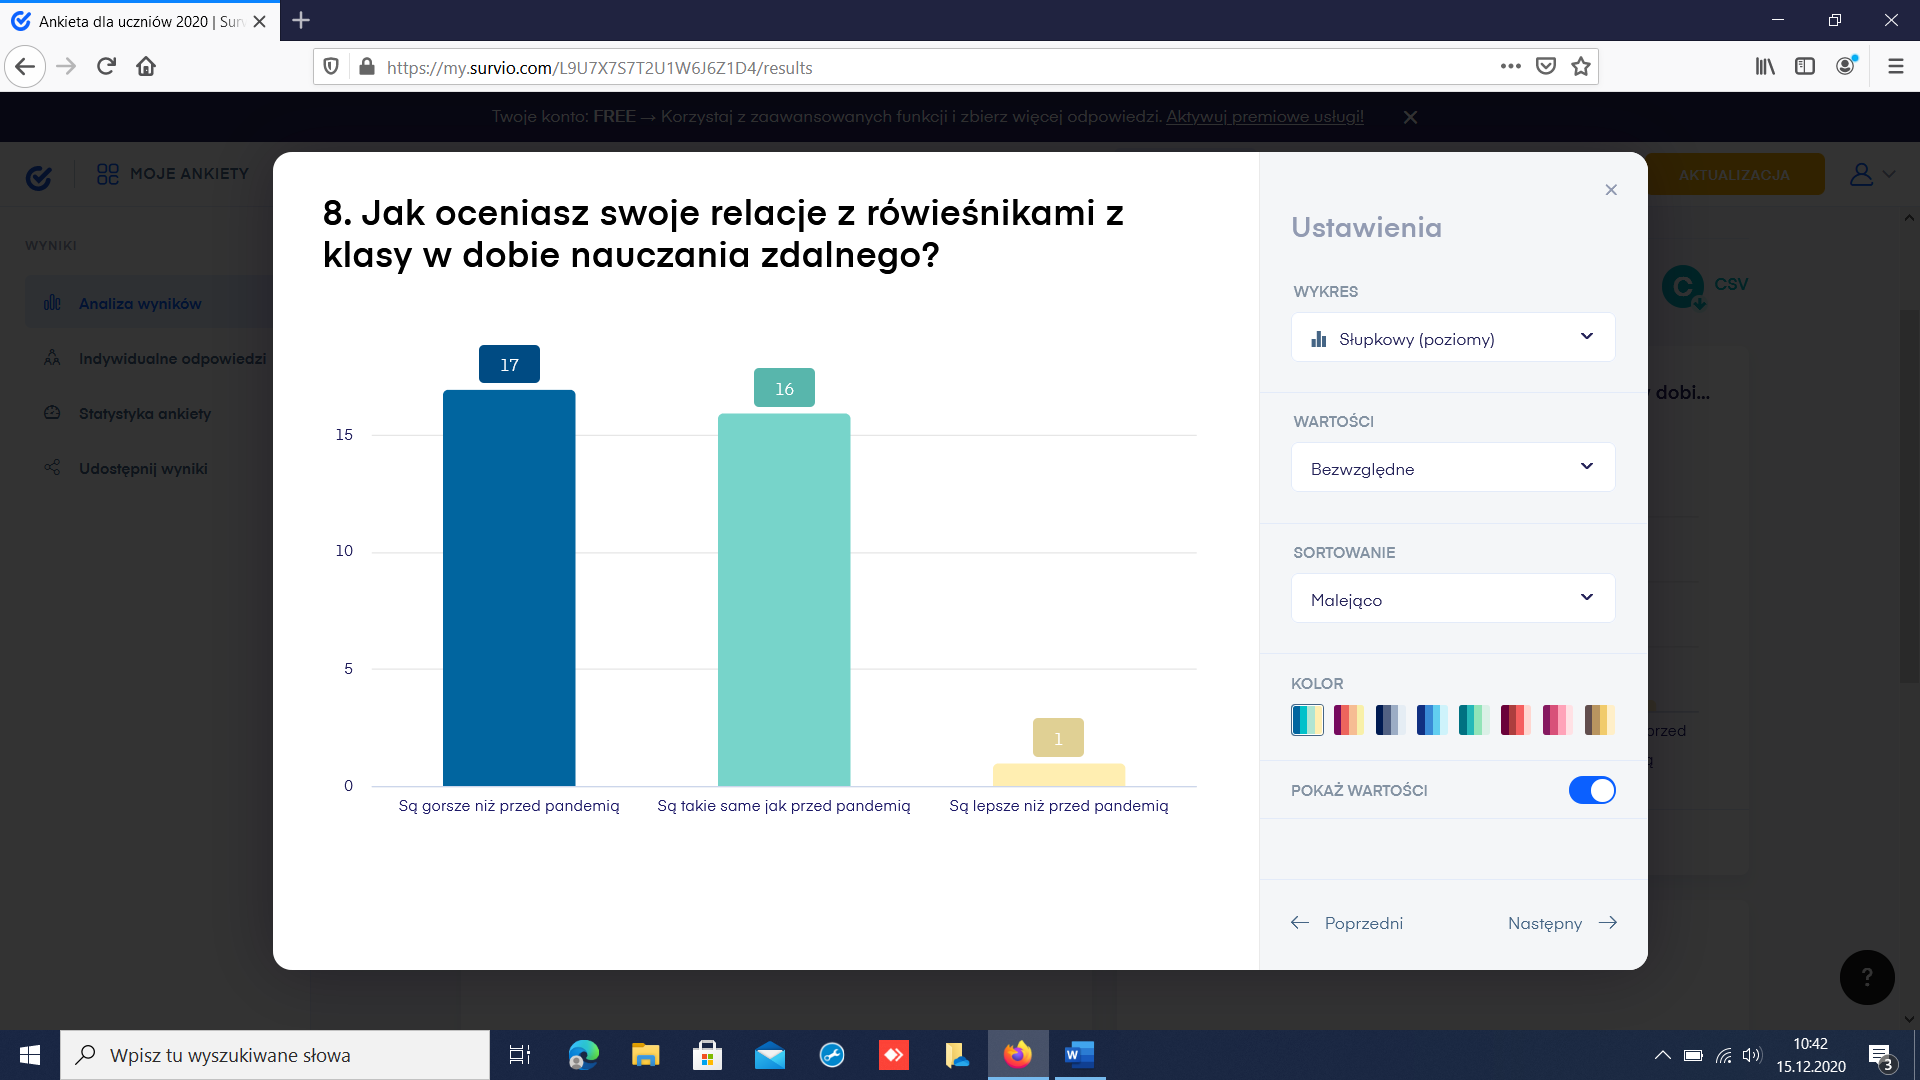 Ankieta dla uczniów 2020 | Sur
https://my.survio.com/L9U7X7S7T2U1W6J6Z1D4/results
Twoje konto: FREE → Korzystaj z zaawansowanych funkcji i zbierz więcej odpowiedzi. Aktywuj premiowe usługi!
MOJE ANKIETY
AKTUALIZACJA
WYNIKI
Analiza wyników
Indywidualne odpowiedzi
Statystyka ankiety
Udostępnij wyniki
CSV
dobi...
przed
8. Jak oceniasz swoje relacje z rówieśnikami z
klasy w dobie nauczania zdalnego?
17
16
1
15
10
5
0
Są gorsze niż przed pandemią
Są takie same jak przed pandemią
Są lepsze niż przed pandemią
Ustawienia
WYKRES
Słupkowy (poziomy)
WARTOŚCI
Bezwzględne
SORTOWANIE
Malejąco
KOLOR
POKAŻ WARTOŚCI
Poprzedni
Następny
?
Wpisz tu wyszukiwane słowa
10:42
15.12.2020
3